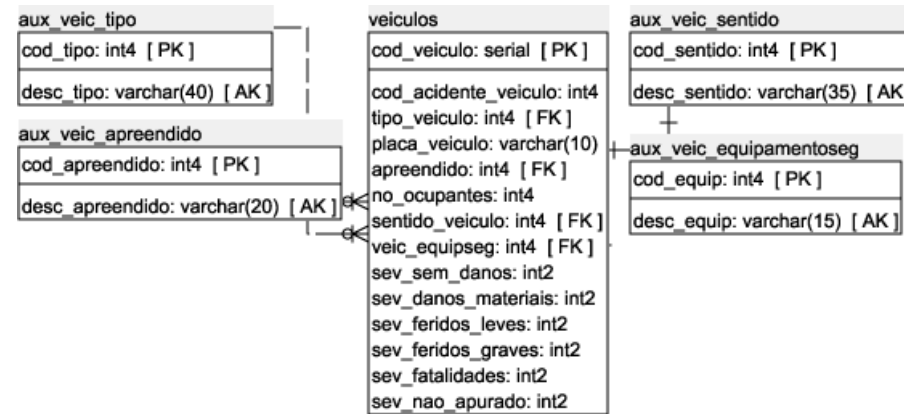 aux_veic_tipo
cod_tipo: int4 [ PK ]
desc_tipo: varchar(40) [ AK ]
aux_veic_apreendido
cod_apreendido: int4 [ PK ]
desc_apreendido: varchar(20) [ AK ]
veiculos
cod_veiculo: serial [ PK ]
cod_acidente_veiculo: int4
tipo_veiculo: int4 [ FK ]
placa_veiculo: varchar(10)
apreendido: int4 [ FK ]
no_ocupantes: int4
sentido_veiculo: int4 [ FK ]
veic_equipseg: int4 [ FK ]
sev_sem_danos: int2
sev_danos_materiais: int2
sev_feridos_leves: int2
sev_feridos_graves: int2
sev_fatalidades: int2
sev_nao_apurado: int2
aux_veic_sentido
cod_sentido: int4 [ PK ]
desc_sentido: varchar(35) [ AK
aux_veic_equipamentoseg
cod_equip: int4 [ PK ]
desc_equip: varchar(15) [ AK ]